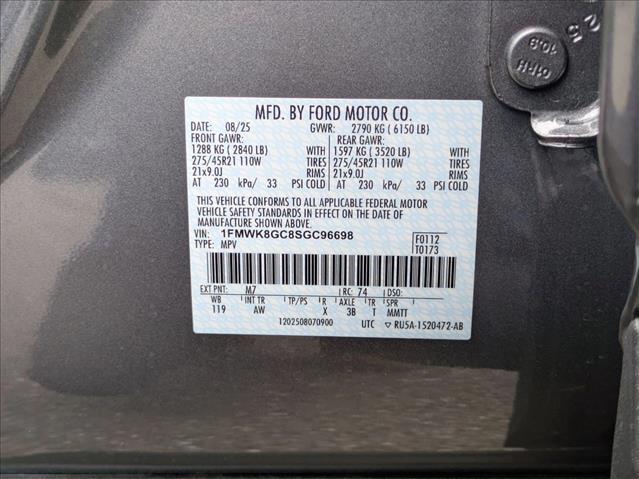 MFD. BY FORD MOTOR CO.
DATE: 08/25 GVWR: 2790 KG ( 6150 LB)
FRONT GAWR: REAR GAWR:
1288 KG ( 2840 LB) WITH 1597 KG ( 3520 LB) WITH
275/45R21 110W TIRES 275/45R21 110W TIRES
21x9.0J RIMS 21x9.0J RIMS
AT 230 kPa/ 33 PSI COLD AT 230 kPa/ 33 PSI COLD
THIS VEHICLE CONFORMS TO ALL APPLICABLE FEDERAL MOTOR
VEHICLE SAFETY STANDARDS IN EFFECT ON THE DATE OF
MANUFACTURE SHOWN ABOVE.
VIN: 1FMWK8GC8SGC96698 F0112
TYPE: MPV T0173
EXT PNT: M7 RC: 74 DSO:
WB INT TR TP/PS R AXLE TR SPR
119 AW X 3B T MMTT
1202508070900 UTC ▽ RU5A-1520472-AB
25
10.9
01RH